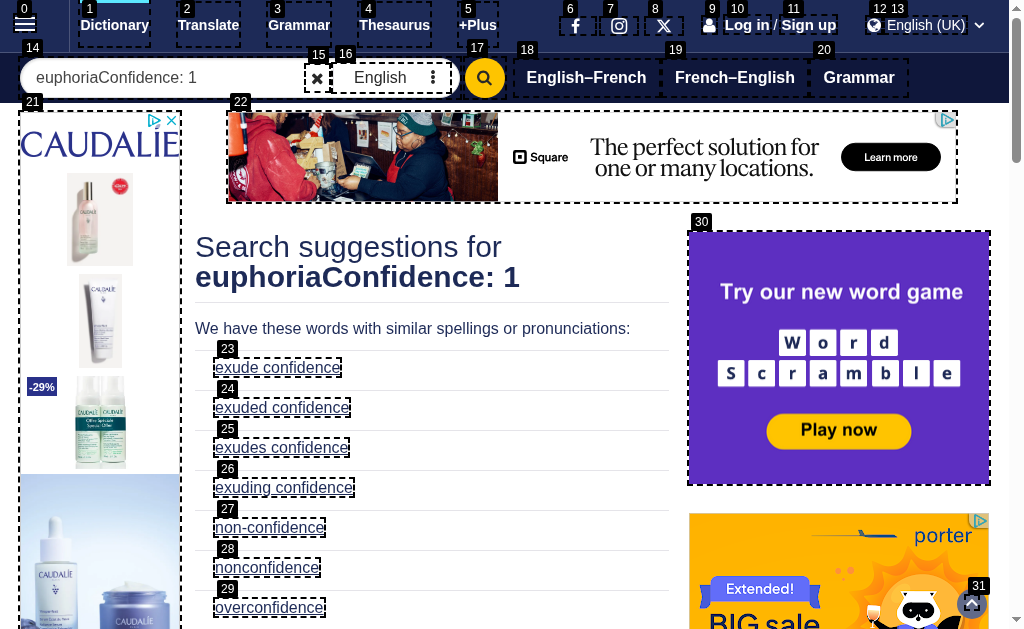 0 1 2 3 4 5 6 7 8 9 10 11 12 13
Dictionary Translate Grammar Thesaurus +Plus Log in / Sign up English (UK)
14 15 16 17 18 19 20
euphoriaConfidence: 1 English English–French French–English Grammar
21 22
CAUDALÍE
-29%
CAUDALÍE
Square
The perfect solution for
one or many locations.
Learn more
Search suggestions for
euphoriaConfidence: 1
We have these words with similar spellings or pronunciations:
23
exude confidence
24
exuded confidence
25
exudes confidence
26
exuding confidence
27
non-confidence
28
nonconfidence
29
overconfidence
30
Try our new word game
Word
Scramble
Play now
porter
Extended!
BIG sale
31